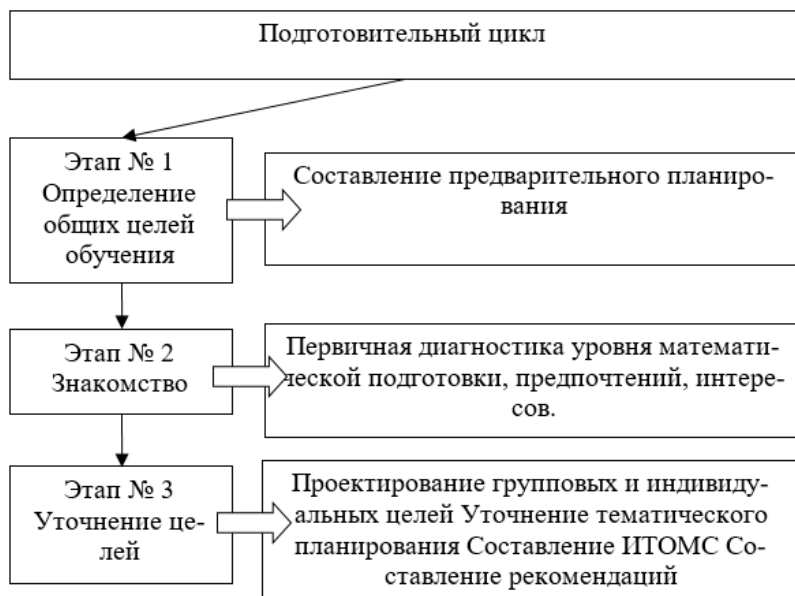 Подготовительный цикл
Этап № 1
Определение
общих целей
обучения
Составление предварительного планиро-
вания
Этап № 2
Знакомство
Первичная диагностика уровня математи-
ческой подготовки, предпочтений, интере-
сов.
Этап № 3
Уточнение це-
лей
Проектирование групповых и индивиду-
альных целей Уточнение тематического
планирования Составление ИТОМС Со-
ставление рекомендаций